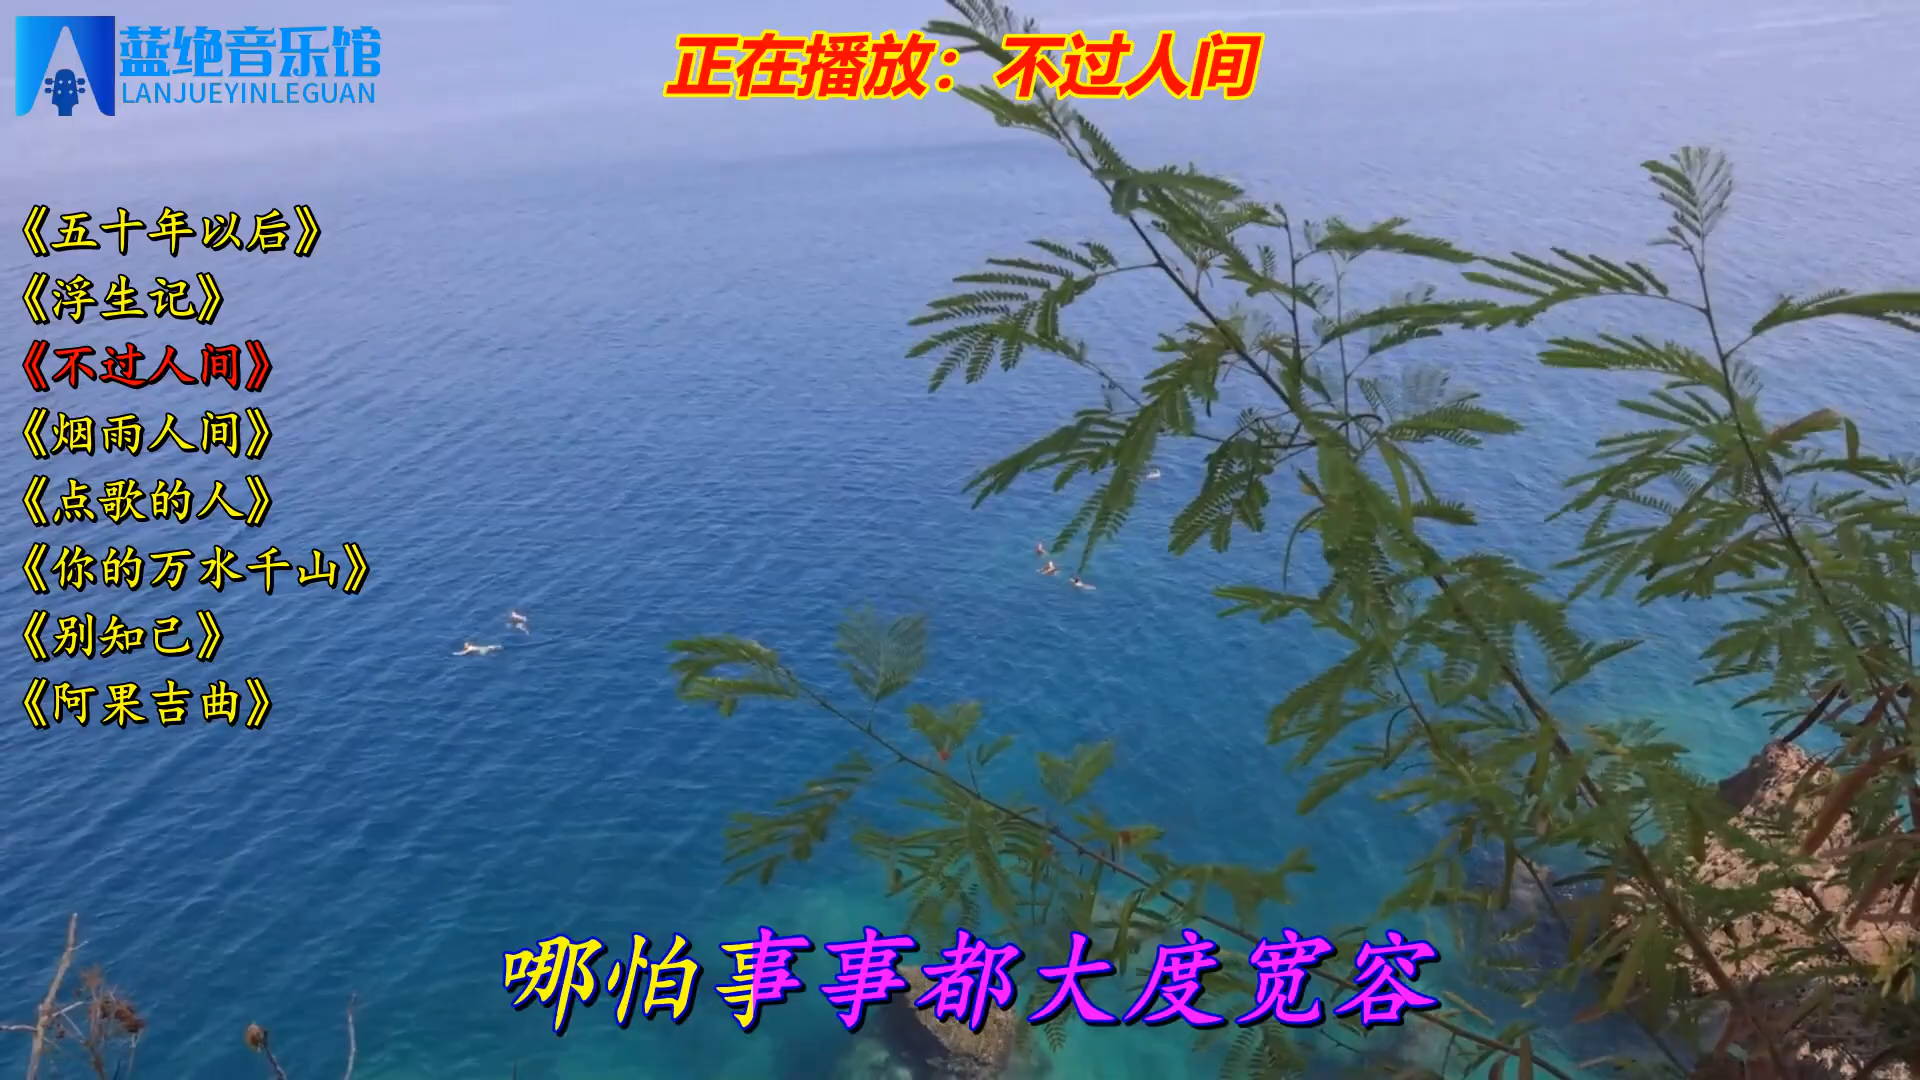 蓝绝音乐馆
LANJUEYINLEGUAN
正在播放：不过人间
《五十年以后》
《浮生记》
《不过人间》
《烟雨人间》
《点歌的人》
《你的万水千山》
《别知己》
《阿果吉曲》
哪怕事事都大度宽容